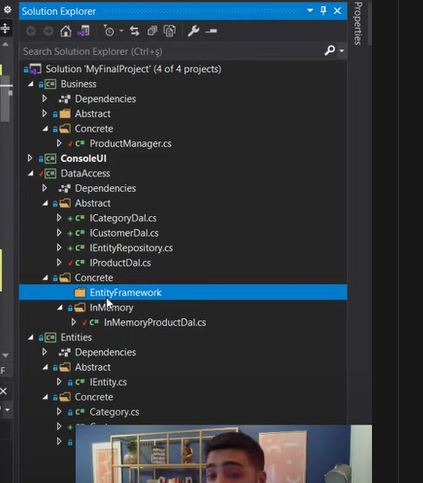 Solution Explorer
Search Solution Explorer (Ctrl+ş)
Solution 'MyFinalProject' (4 of 4 projects)
Business
Dependencies
Abstract
Concrete
ProductManager.cs
ConsoleUI
DataAccess
Dependencies
Abstract
ICategoryDal.cs
ICustomerDal.cs
IEntityRepository.cs
IProductDal.cs
Concrete
EntityFramework
InMemory
InMemoryProductDal.cs
Entities
Dependencies
Abstract
IEntity.cs
Concrete
Category.cs
Properties